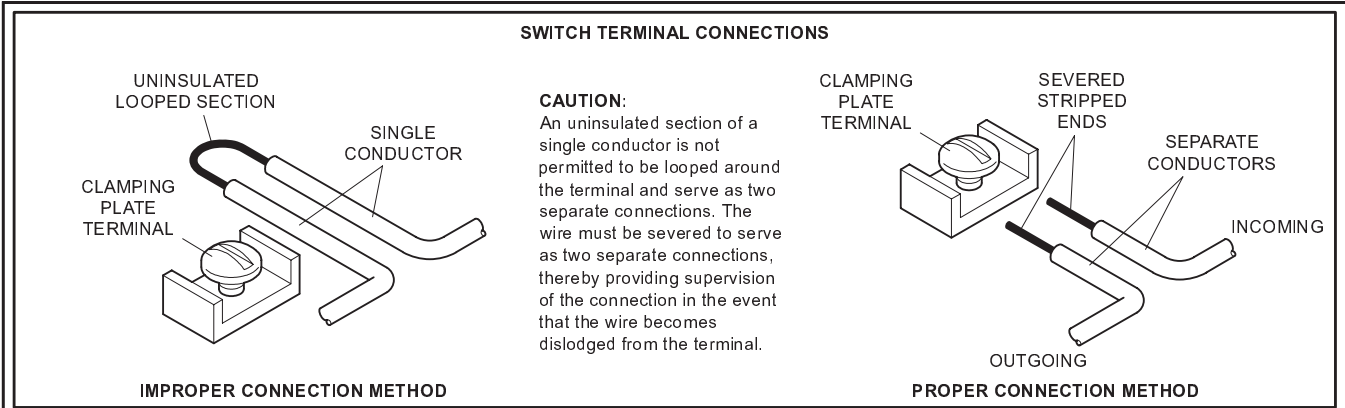 SWITCH TERMINAL CONNECTIONS
UNINSULATED
LOOPED SECTION
SINGLE
CONDUCTOR
CLAMPING
PLATE
TERMINAL
IMPROPER CONNECTION METHOD
CAUTION:
An uninsulated section of a
single conductor is not
permitted to be looped around
the terminal and serve as two
separate connections. The
wire must be severed to serve
as two separate connections,
thereby providing supervision
of the connection in the event
that the wire becomes
dislodged from the terminal.
CLAMPING
PLATE
TERMINAL
SEVERED
STRIPPED
ENDS
SEPARATE
CONDUCTORS
INCOMING
OUTGOING
PROPER CONNECTION METHOD